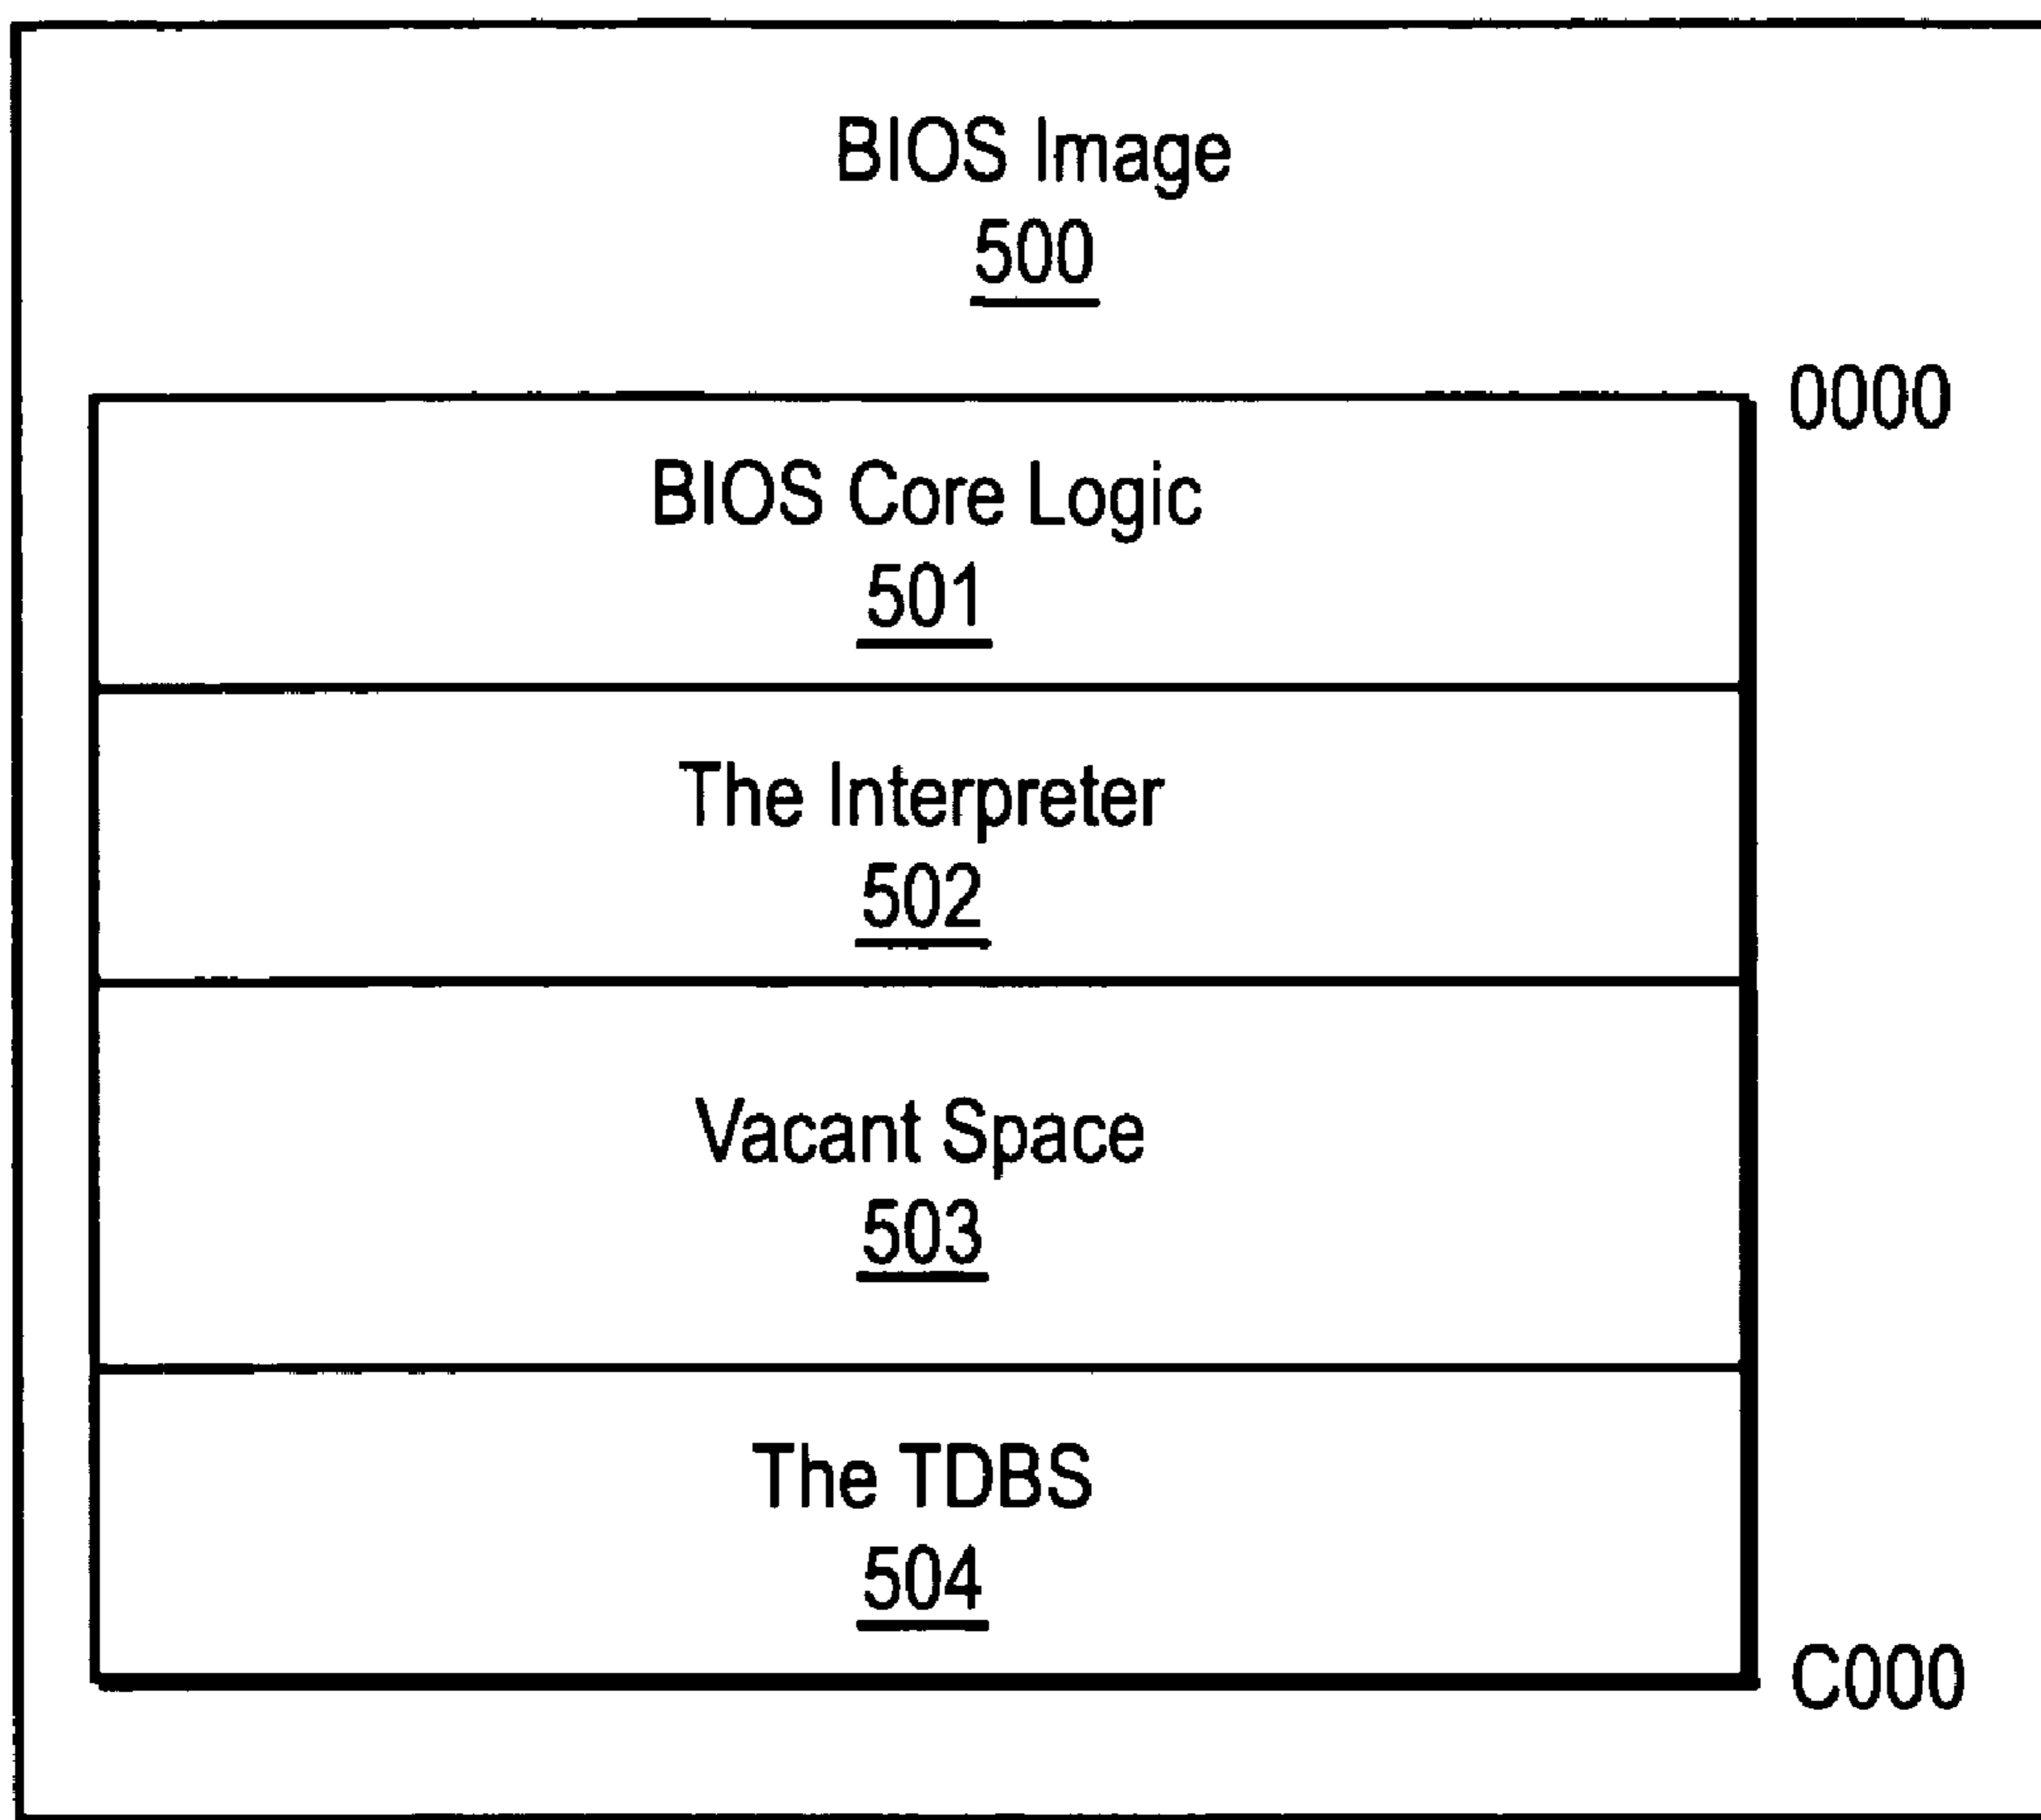 BIOS Image
500
0000
BIOS Core Logic
501
The Interpreter
502
Vacant Space
503
The TDBS
504
C000